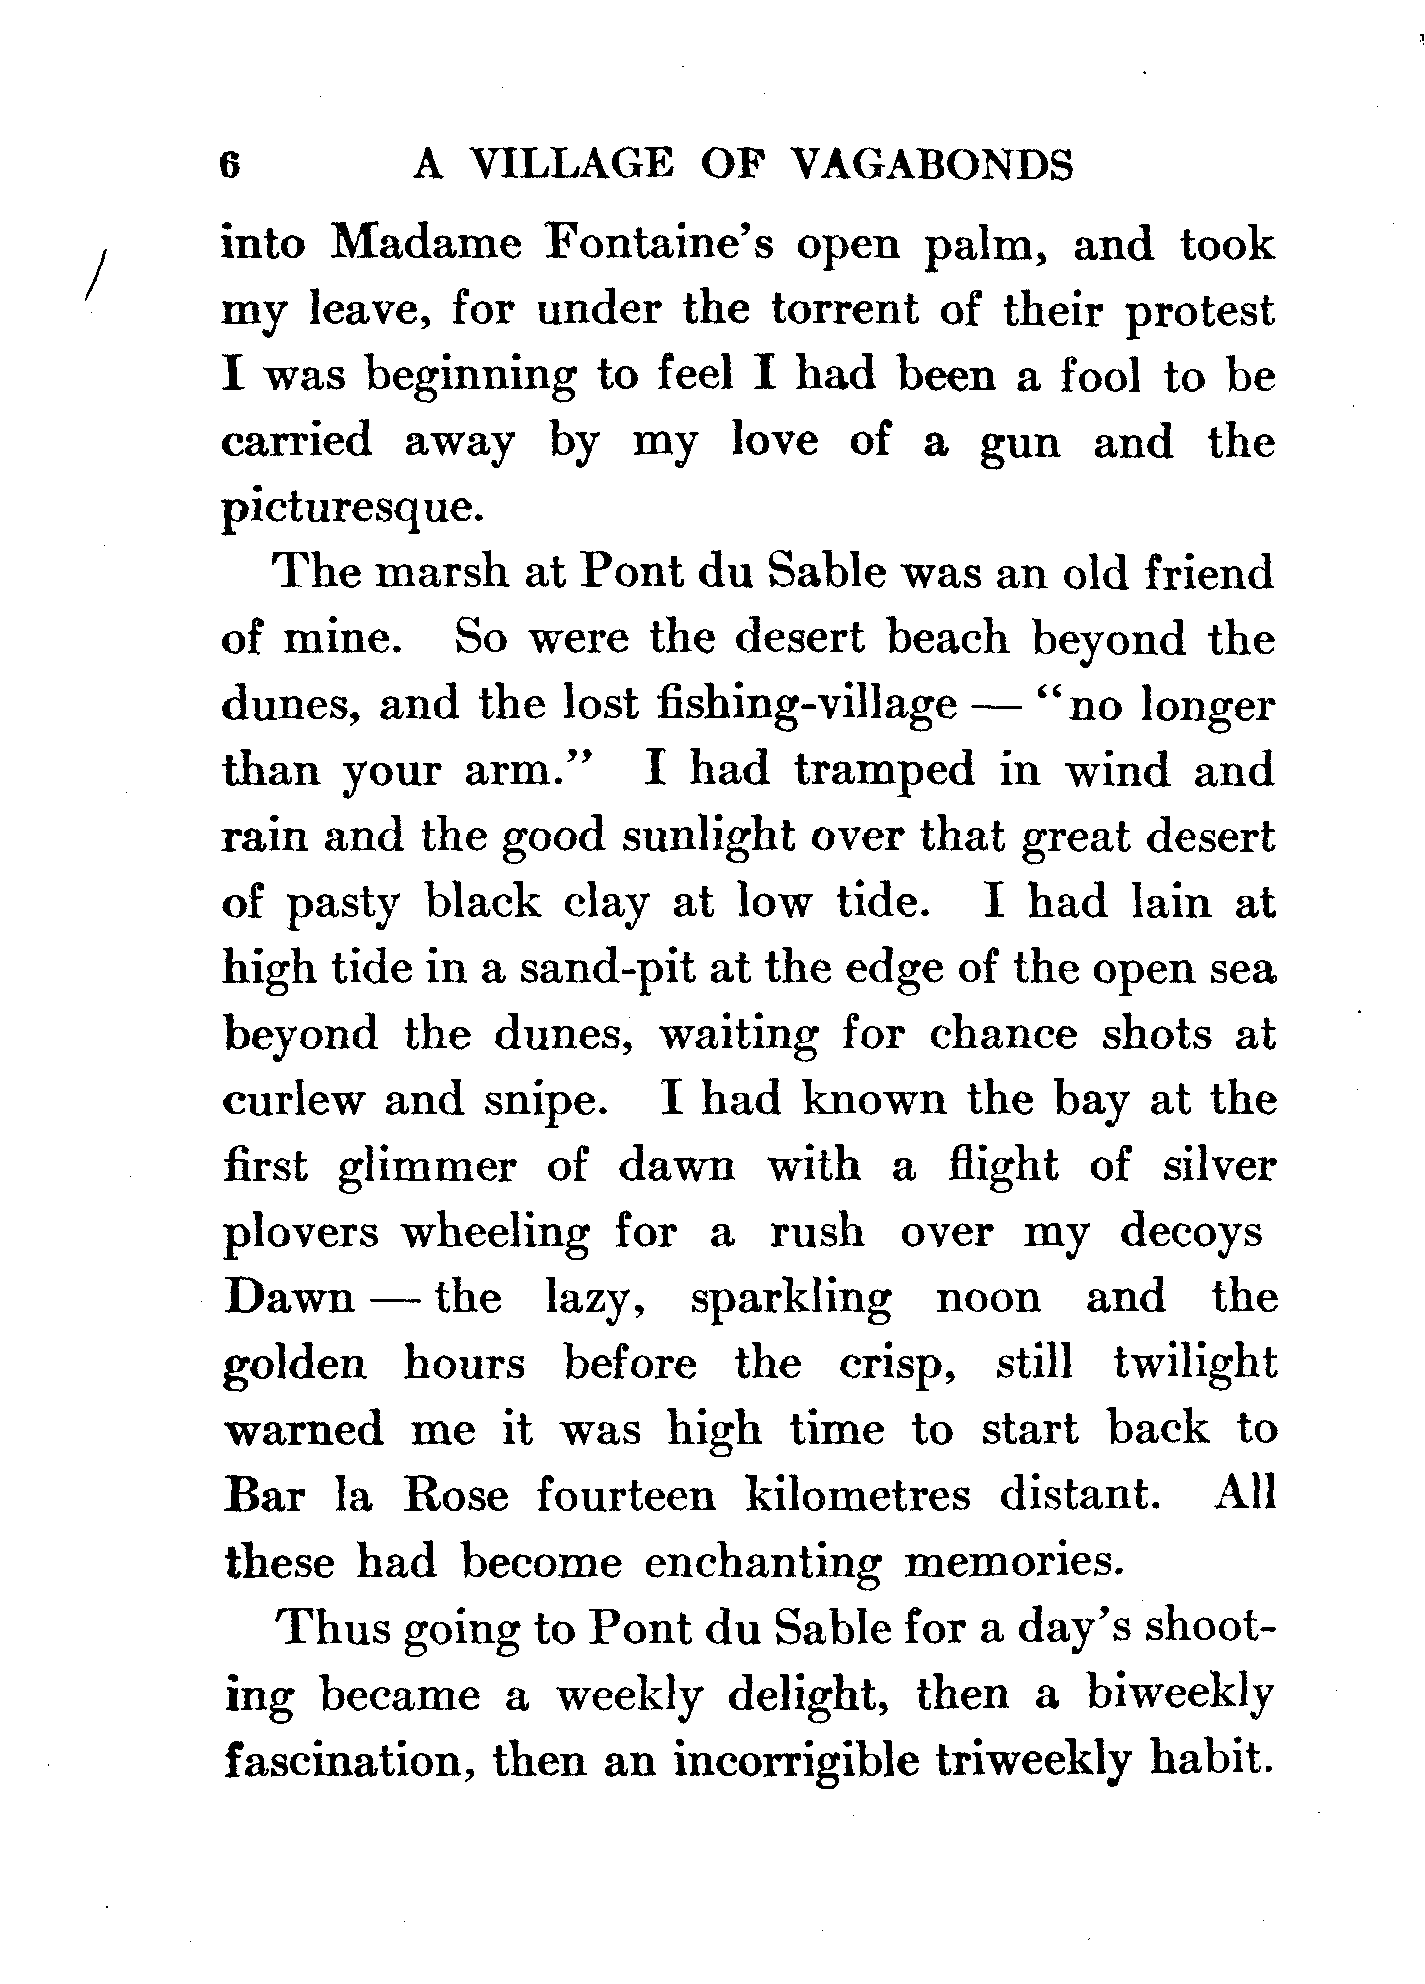 6 A VILLAGE OF VAGABONDS
into Madame Fontaine's open palm, and took
my leave, for under the torrent of their protest
I was beginning to feel I had been a fool to be
carried away by my love of a gun and the
picturesque.
The marsh at Pont du Sable was an old friend
of mine. So were the desert beach beyond the
dunes, and the lost fishing-village — "no longer
than your arm." I had tramped in wind and
rain and the good sunlight over that great desert
of pasty black clay at low tide. I had lain at
high tide in a sand-pit at the edge of the open sea
beyond the dunes, waiting for chance shots at
curlew and snipe. I had known the bay at the
first glimmer of dawn with a flight of silver
plovers wheeling for a rush over my decoys
Dawn — the lazy, sparkling noon and the
golden hours before the crisp, still twilight
warned me it was high time to start back to
Bar la Rose fourteen kilometres distant. All
these had become enchanting memories.
Thus going to Pont du Sable for a day's shoot-
ing became a weekly delight, then a biweekly
fascination, then an incorrigible triweekly habit.